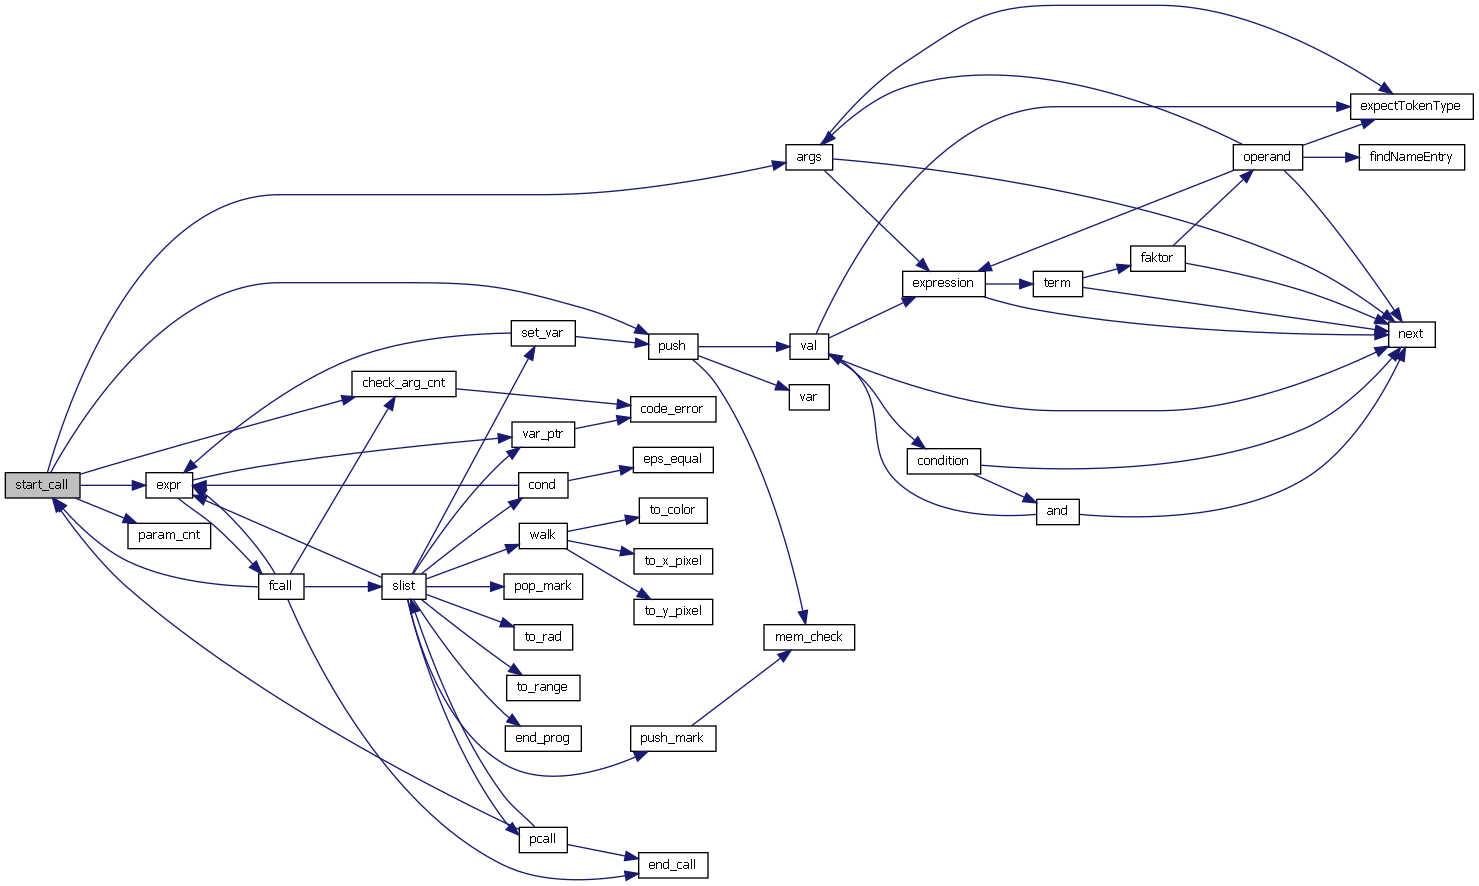 expectTokenType
args
operand
findNameEntry
faktor
expression
term
set_var
push
val
next
check_arg_cnt
var
code_error
var_ptr
eps_equal
condition
start_call
expr
cond
to_color
and
param_cnt
walk
to_x_pixel
fcall
slist
pop_mark
to_y_pixel
to_rad
mem_check
to_range
end_prog
push_mark
pcall
end_call